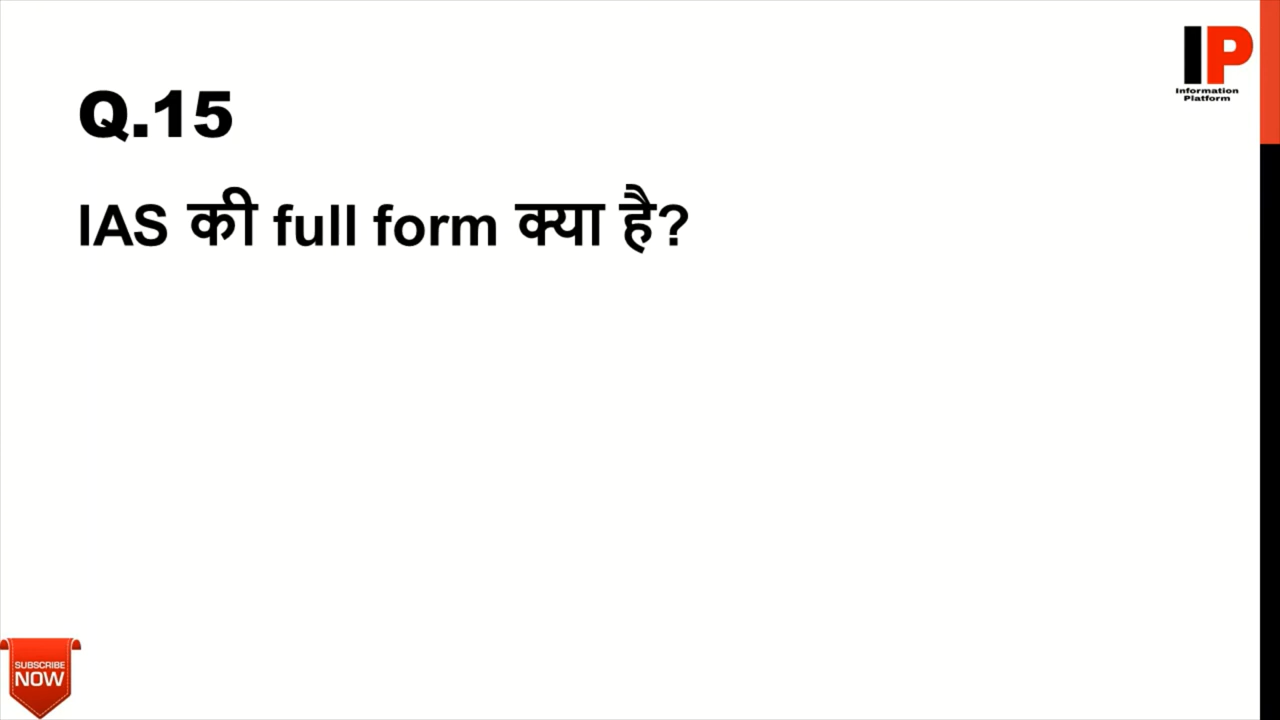 IP
Information
Platform
Q.15
IAS की full form क्या है?
SUBSCRIBE
NOW